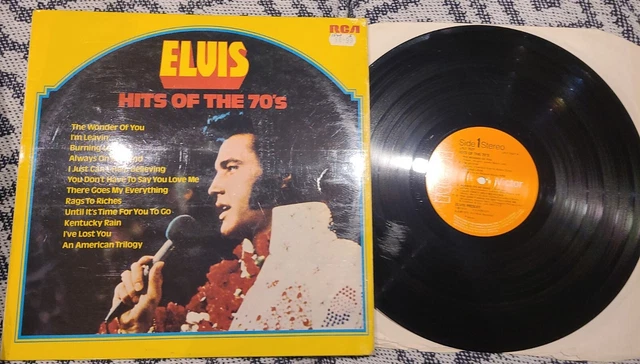 RCA
ELVIS
HITS OF THE 70's
The Wonder Of You
I'm Leavin'
Burning
Always On
I Just Can't Believing
You Don't Have To Say You Love Me
There Goes My Everything
Rags To Riches
Until It's Time For You To Go
Kentucky Rain
I've Lost You
An American Trilogy
Side 1 Stereo